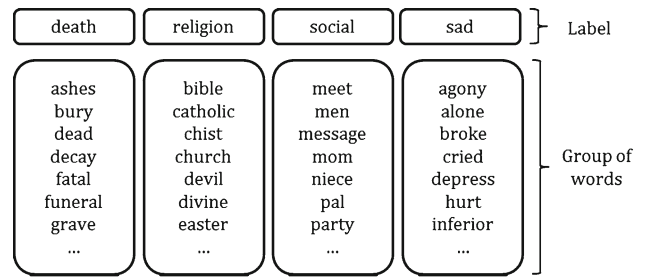 death religion social sad Label
ashes bible meet agony
bury catholic men alone
dead chist message broke
decay church mom cried
fatal devil niece depress
funeral divine pal hurt
grave easter party inferior
... ... ... ...
Group of
words